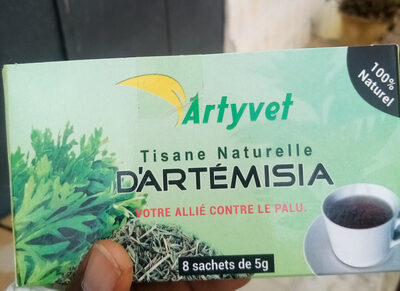 100%
Naturel
Artyvet
Tisane Naturelle
D'ARTÉMISIA
VOTRE ALLIÉ CONTRE LE PALU.
8 sachets de 5g